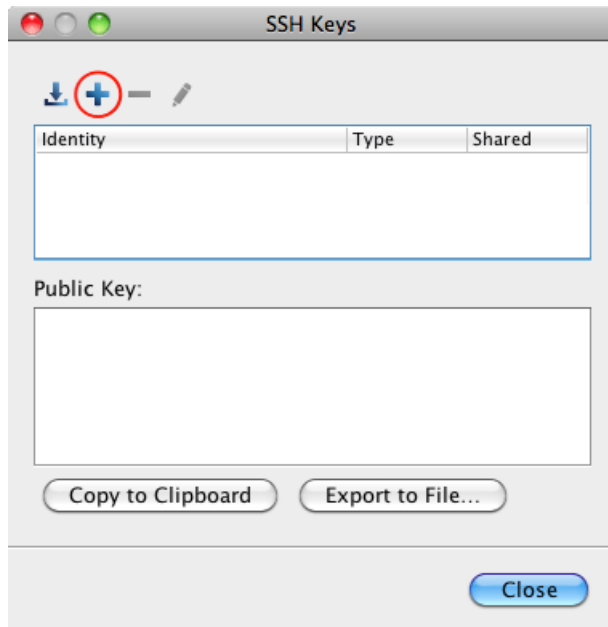 SSH Keys
Identity Type Shared
Public Key:
Copy to Clipboard Export to File...
Close